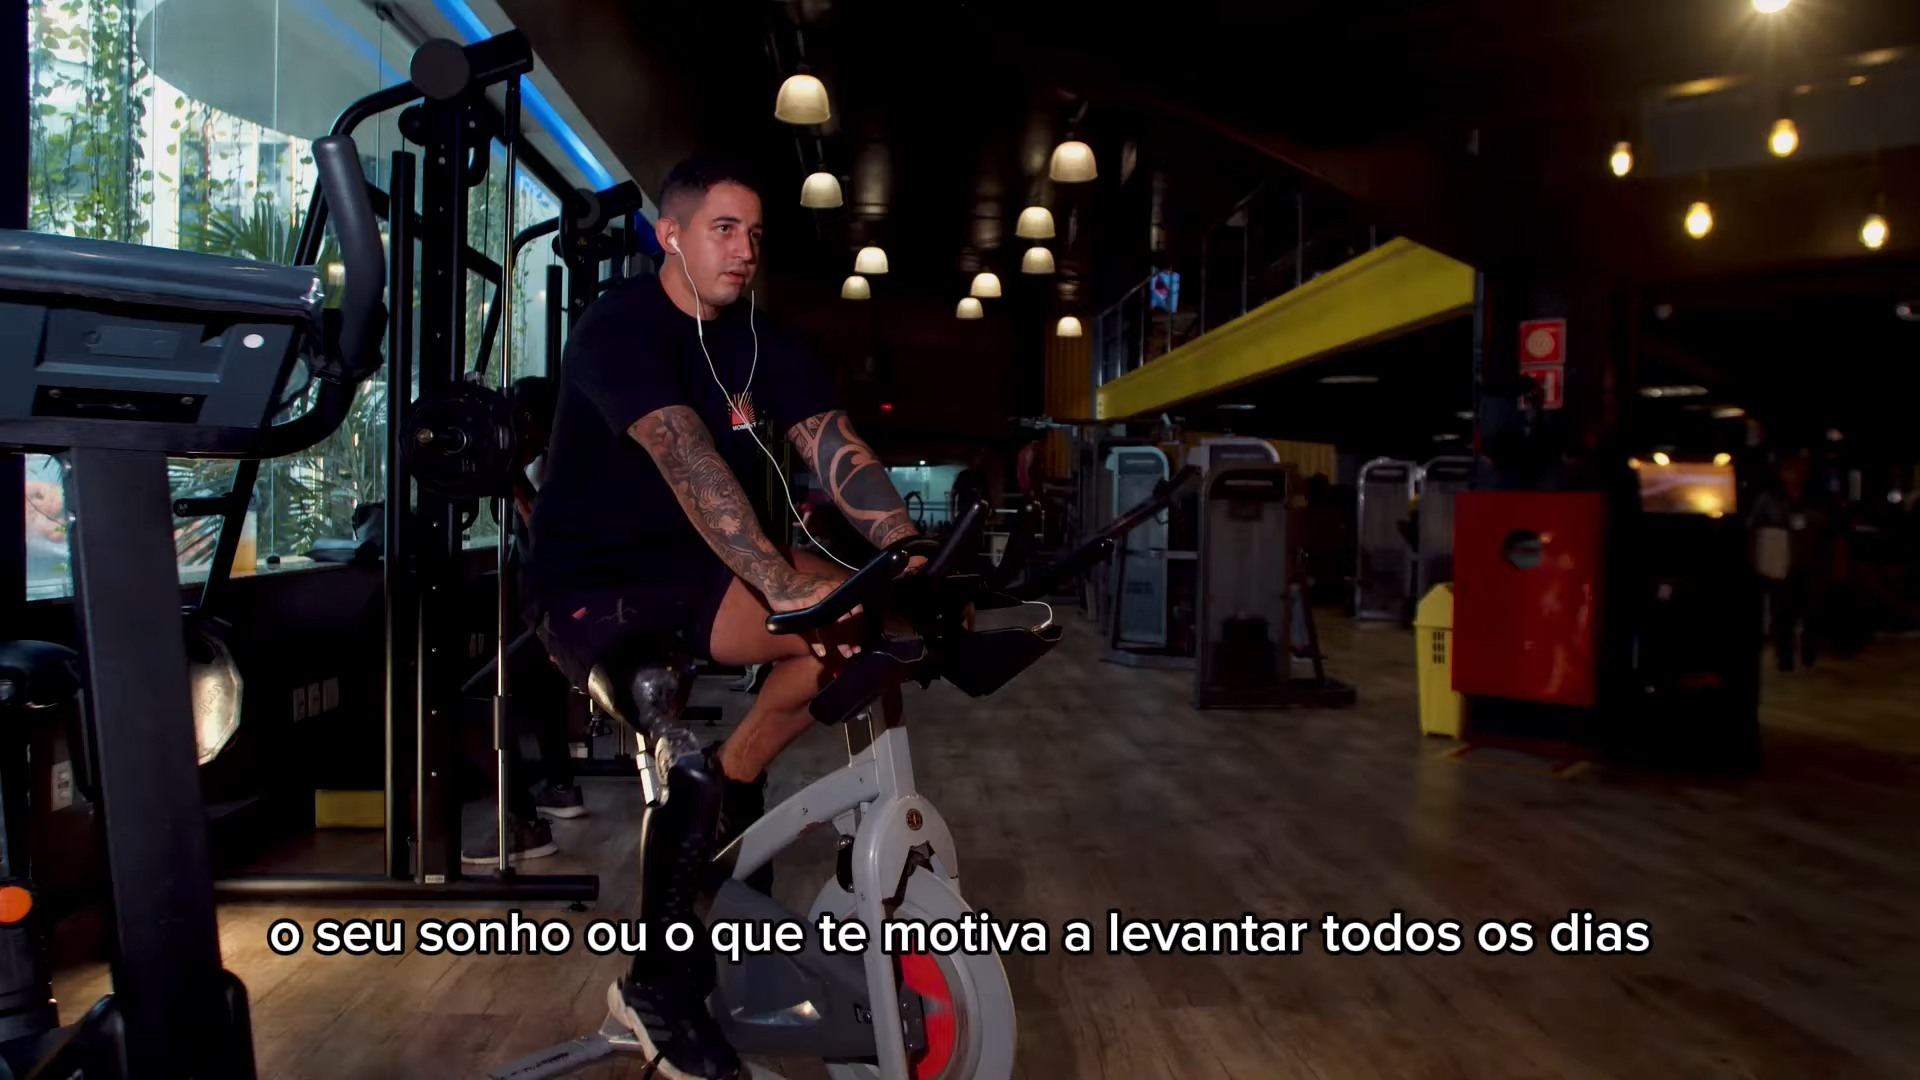 o seu sonho ou o que te motiva a levantar todos os dias